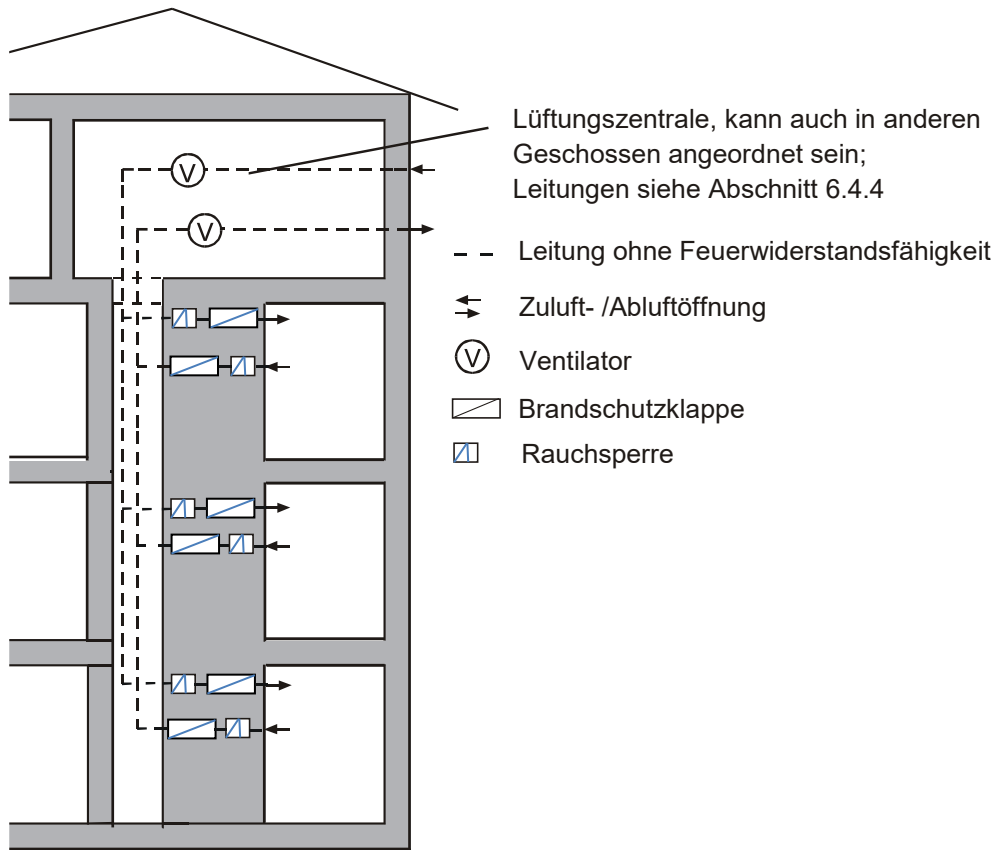 Lüftungszentrale, kann auch in anderen
Geschossen angeordnet sein;
Leitungen siehe Abschnitt 6.4.4
V
V
Leitung ohne Feuerwiderstandsfähigkeit
Zuluft- /Abluftöffnung
V Ventilator
Brandschutzklappe
Rauchsperre